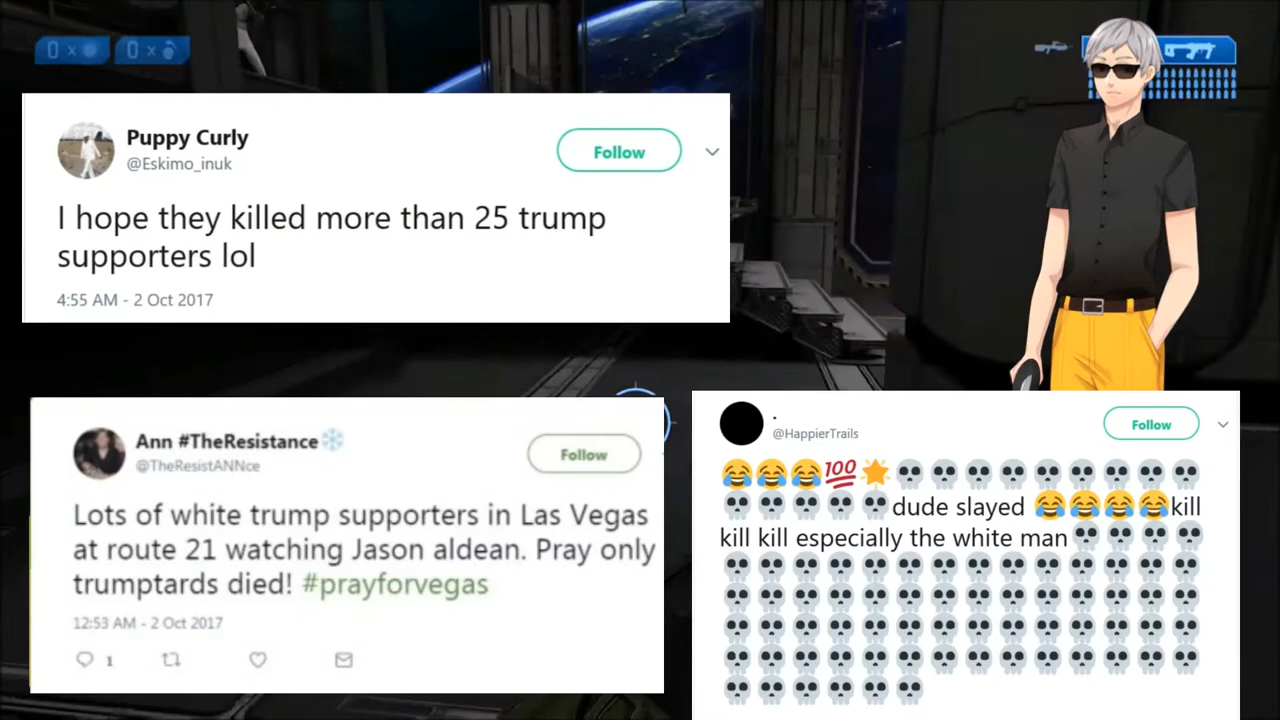 0 x
0 x
Puppy Curly
@Eskimo_inuk
Follow
I hope they killed more than 25 trump
supporters lol
4:55 AM - 2 Oct 2017
Ann #TheResistance❄️
@TheResistANNce
Follow
Lots of white trump supporters in Las Vegas
at route 21 watching Jason aldean. Pray only
trumptards died! #prayforvegas
12:53 AM - 2 Oct 2017
1
.
@HappierTrails
Follow
😂😂😂💯🌟💀💀💀💀💀💀💀💀💀
💀💀💀💀💀dude slayed 😂😂😂😂kill
kill kill especially the white man💀💀💀💀
💀💀💀💀💀💀💀💀💀💀💀💀💀💀
💀💀💀💀💀💀💀💀💀💀💀💀💀💀
💀💀💀💀💀💀💀💀💀💀💀💀💀💀
💀💀💀💀💀💀💀💀💀💀💀💀💀💀
💀💀💀💀💀💀